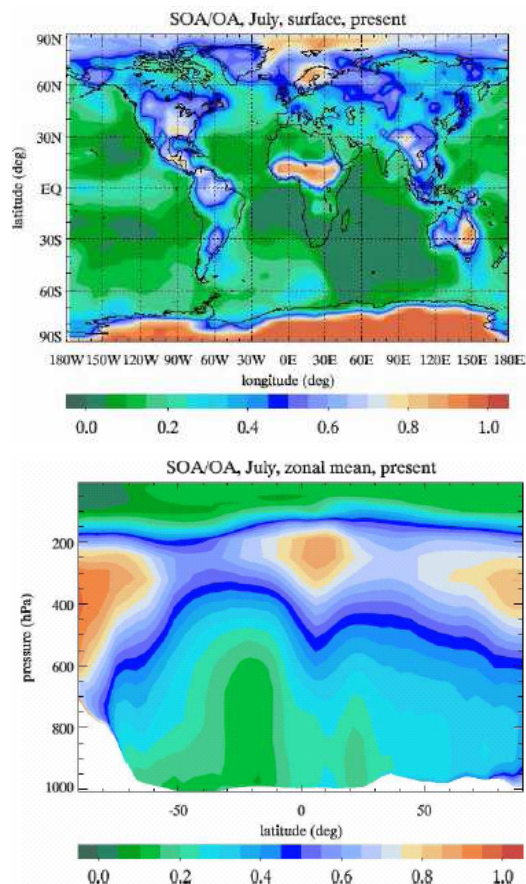 SOA/OA, July, surface, present
latitude (deg)
90N
60N
30N
EQ
30S
60S
90S
180W 150W 120W 90W 60W 30W 0E 30E 60E 90E 120E 150E 180E
longitude (deg)
0.0 0.2 0.4 0.6 0.8 1.0
SOA/OA, July, zonal mean, present
pressure (hPa)
200
400
600
800
1000
-50 0 50
latitude (deg)
0.0 0.2 0.4 0.6 0.8 1.0